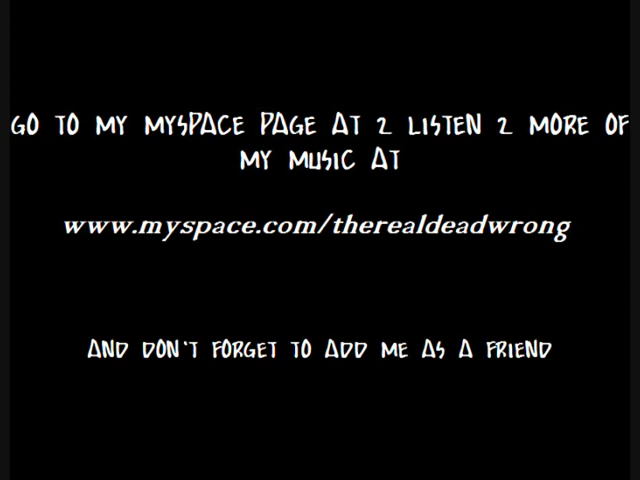 GO TO MY MYSPACE PAGE AT 2 LISTEN 2 MORE OF
MY MUSIC AT
www.myspace.com/therealdeadwrong
AND DON'T FORGET TO ADD ME AS A FRIEND